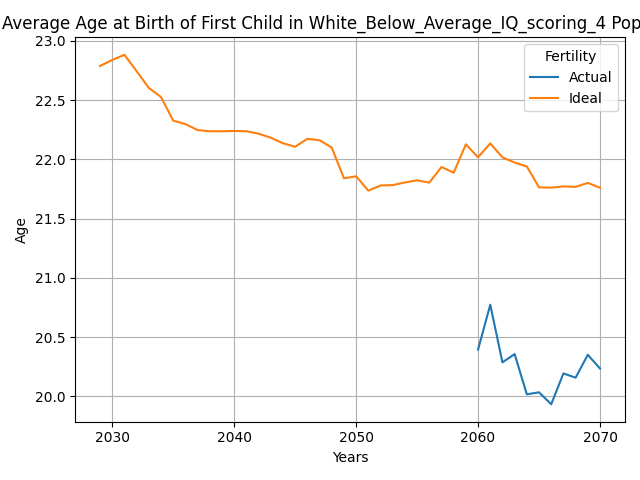 Average Age at Birth of First Child in White_Below_Average_IQ_scoring_4 Pop
Fertility
Actual
Ideal
23.0
22.5
22.0
21.5
21.0
20.5
20.0
Age
2030 2040 2050 2060 2070
Years